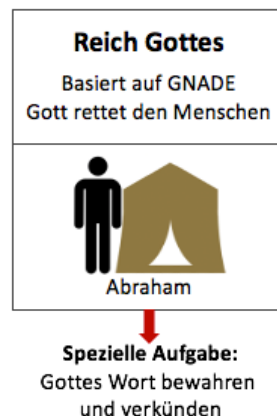 Reich Gottes
Basiert auf GNADE
Gott rettet den Menschen
Abraham
Spezielle Aufgabe:
Gottes Wort bewahren
und verkünden